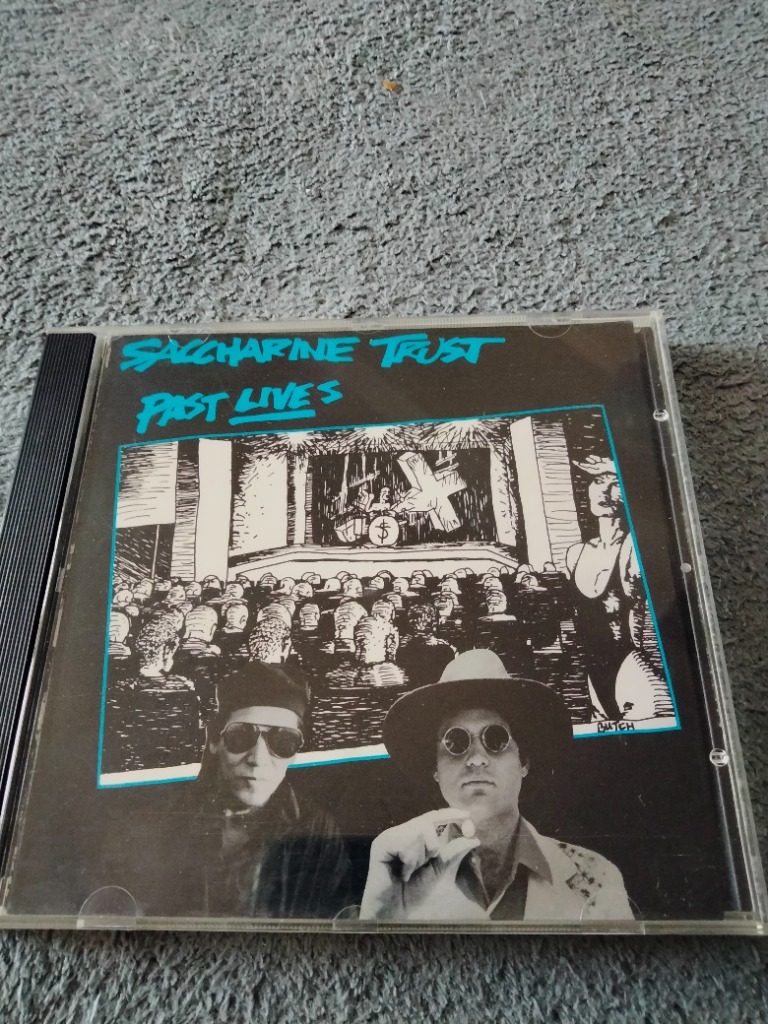 SACCHARINE TRUST
PAST LIVES
$
BUTCH